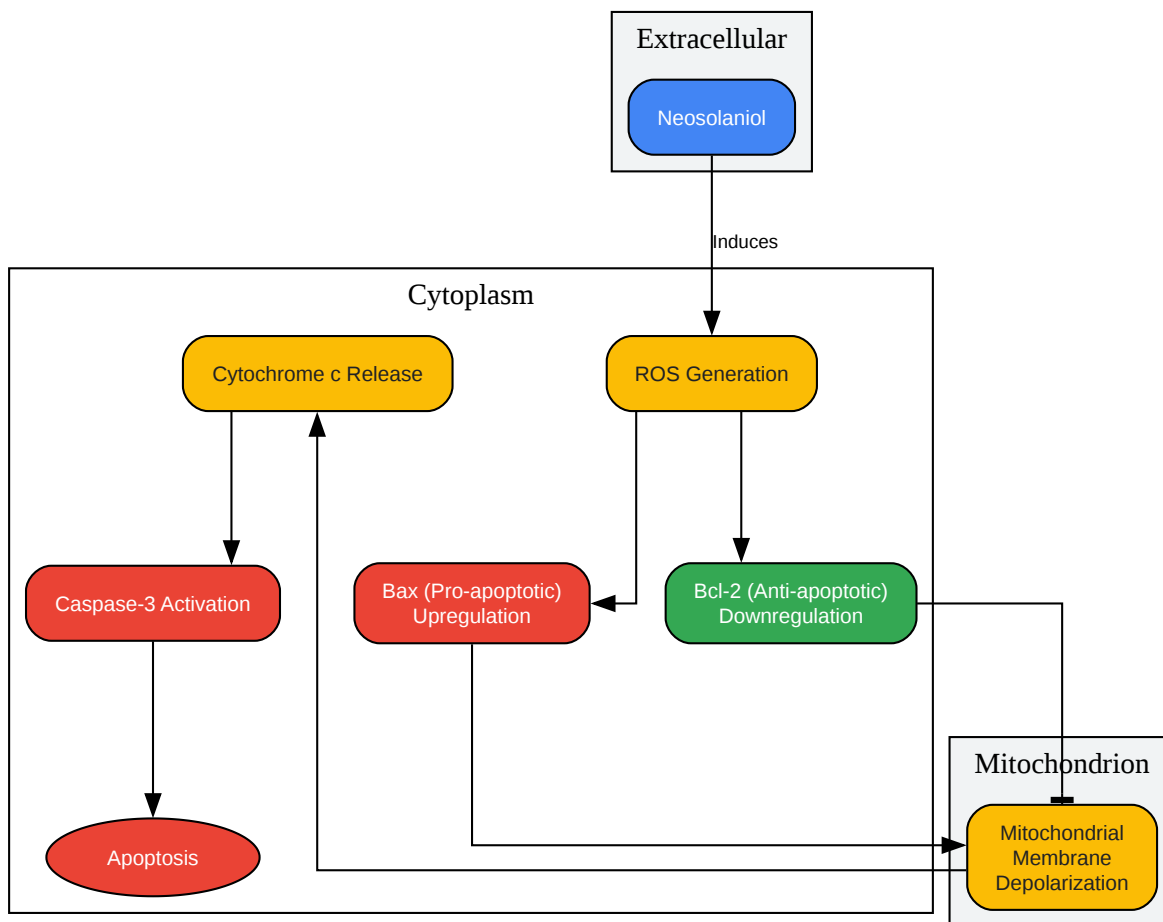 Extracellular
Neosolaniol
Induces
Cytoplasm
Cytochrome c Release
ROS Generation
Caspase-3 Activation
Bax (Pro-apoptotic)
Upregulation
Bcl-2 (Anti-apoptotic)
Downregulation
Mitochondrion
Apoptosis
Mitochondrial
Membrane
Depolarization